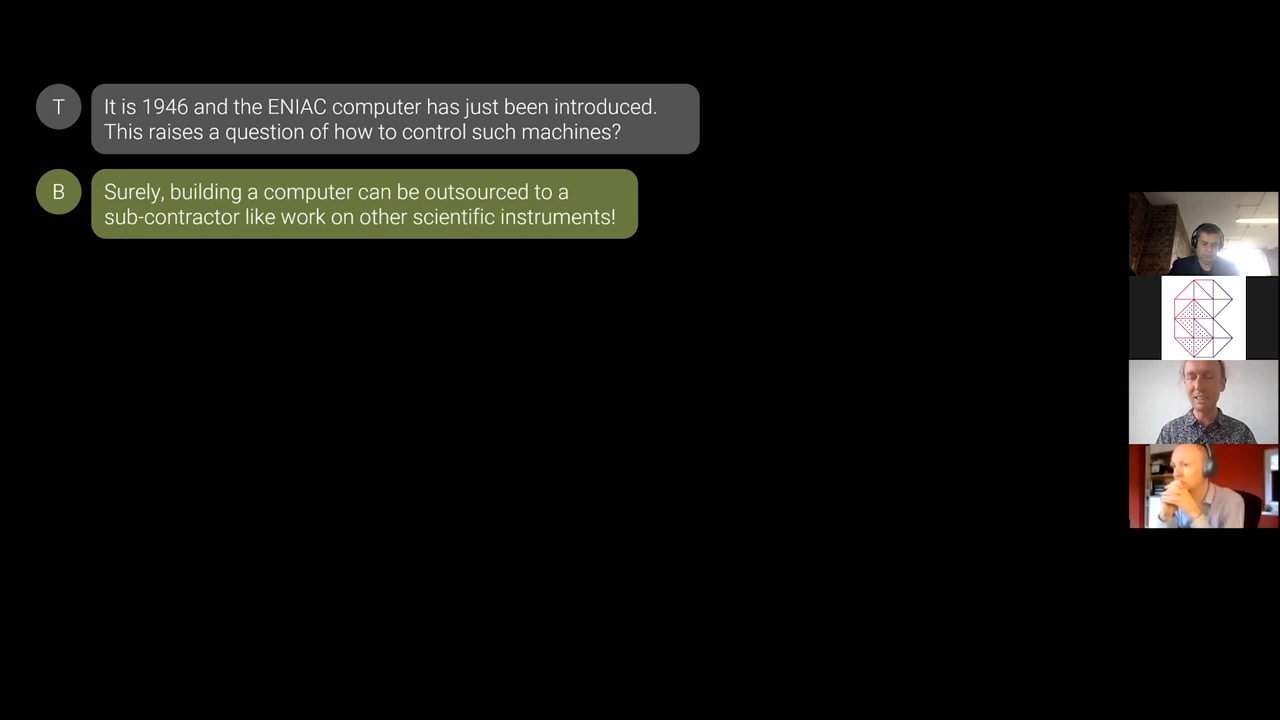 T
It is 1946 and the ENIAC computer has just been introduced.
This raises a question of how to control such machines?
B
Surely, building a computer can be outsourced to a
sub-contractor like work on other scientific instruments!